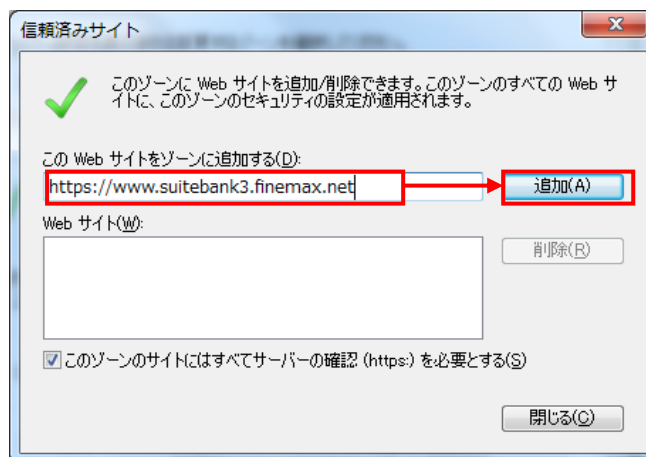 信頼済みサイト
このゾーンに Web サイトを追加/削除できます。このゾーンのすべての Web サ
イトに、このゾーンのセキュリティの設定が適用されます。
この Web サイトをゾーンに追加する(D):
https://www.suitebank3.finemax.net
追加(A)
Web サイト(W):
削除(R)
このゾーンのサイトにはすべてサーバーの確認 (https:) を必要とする(S)
閉じる(C)